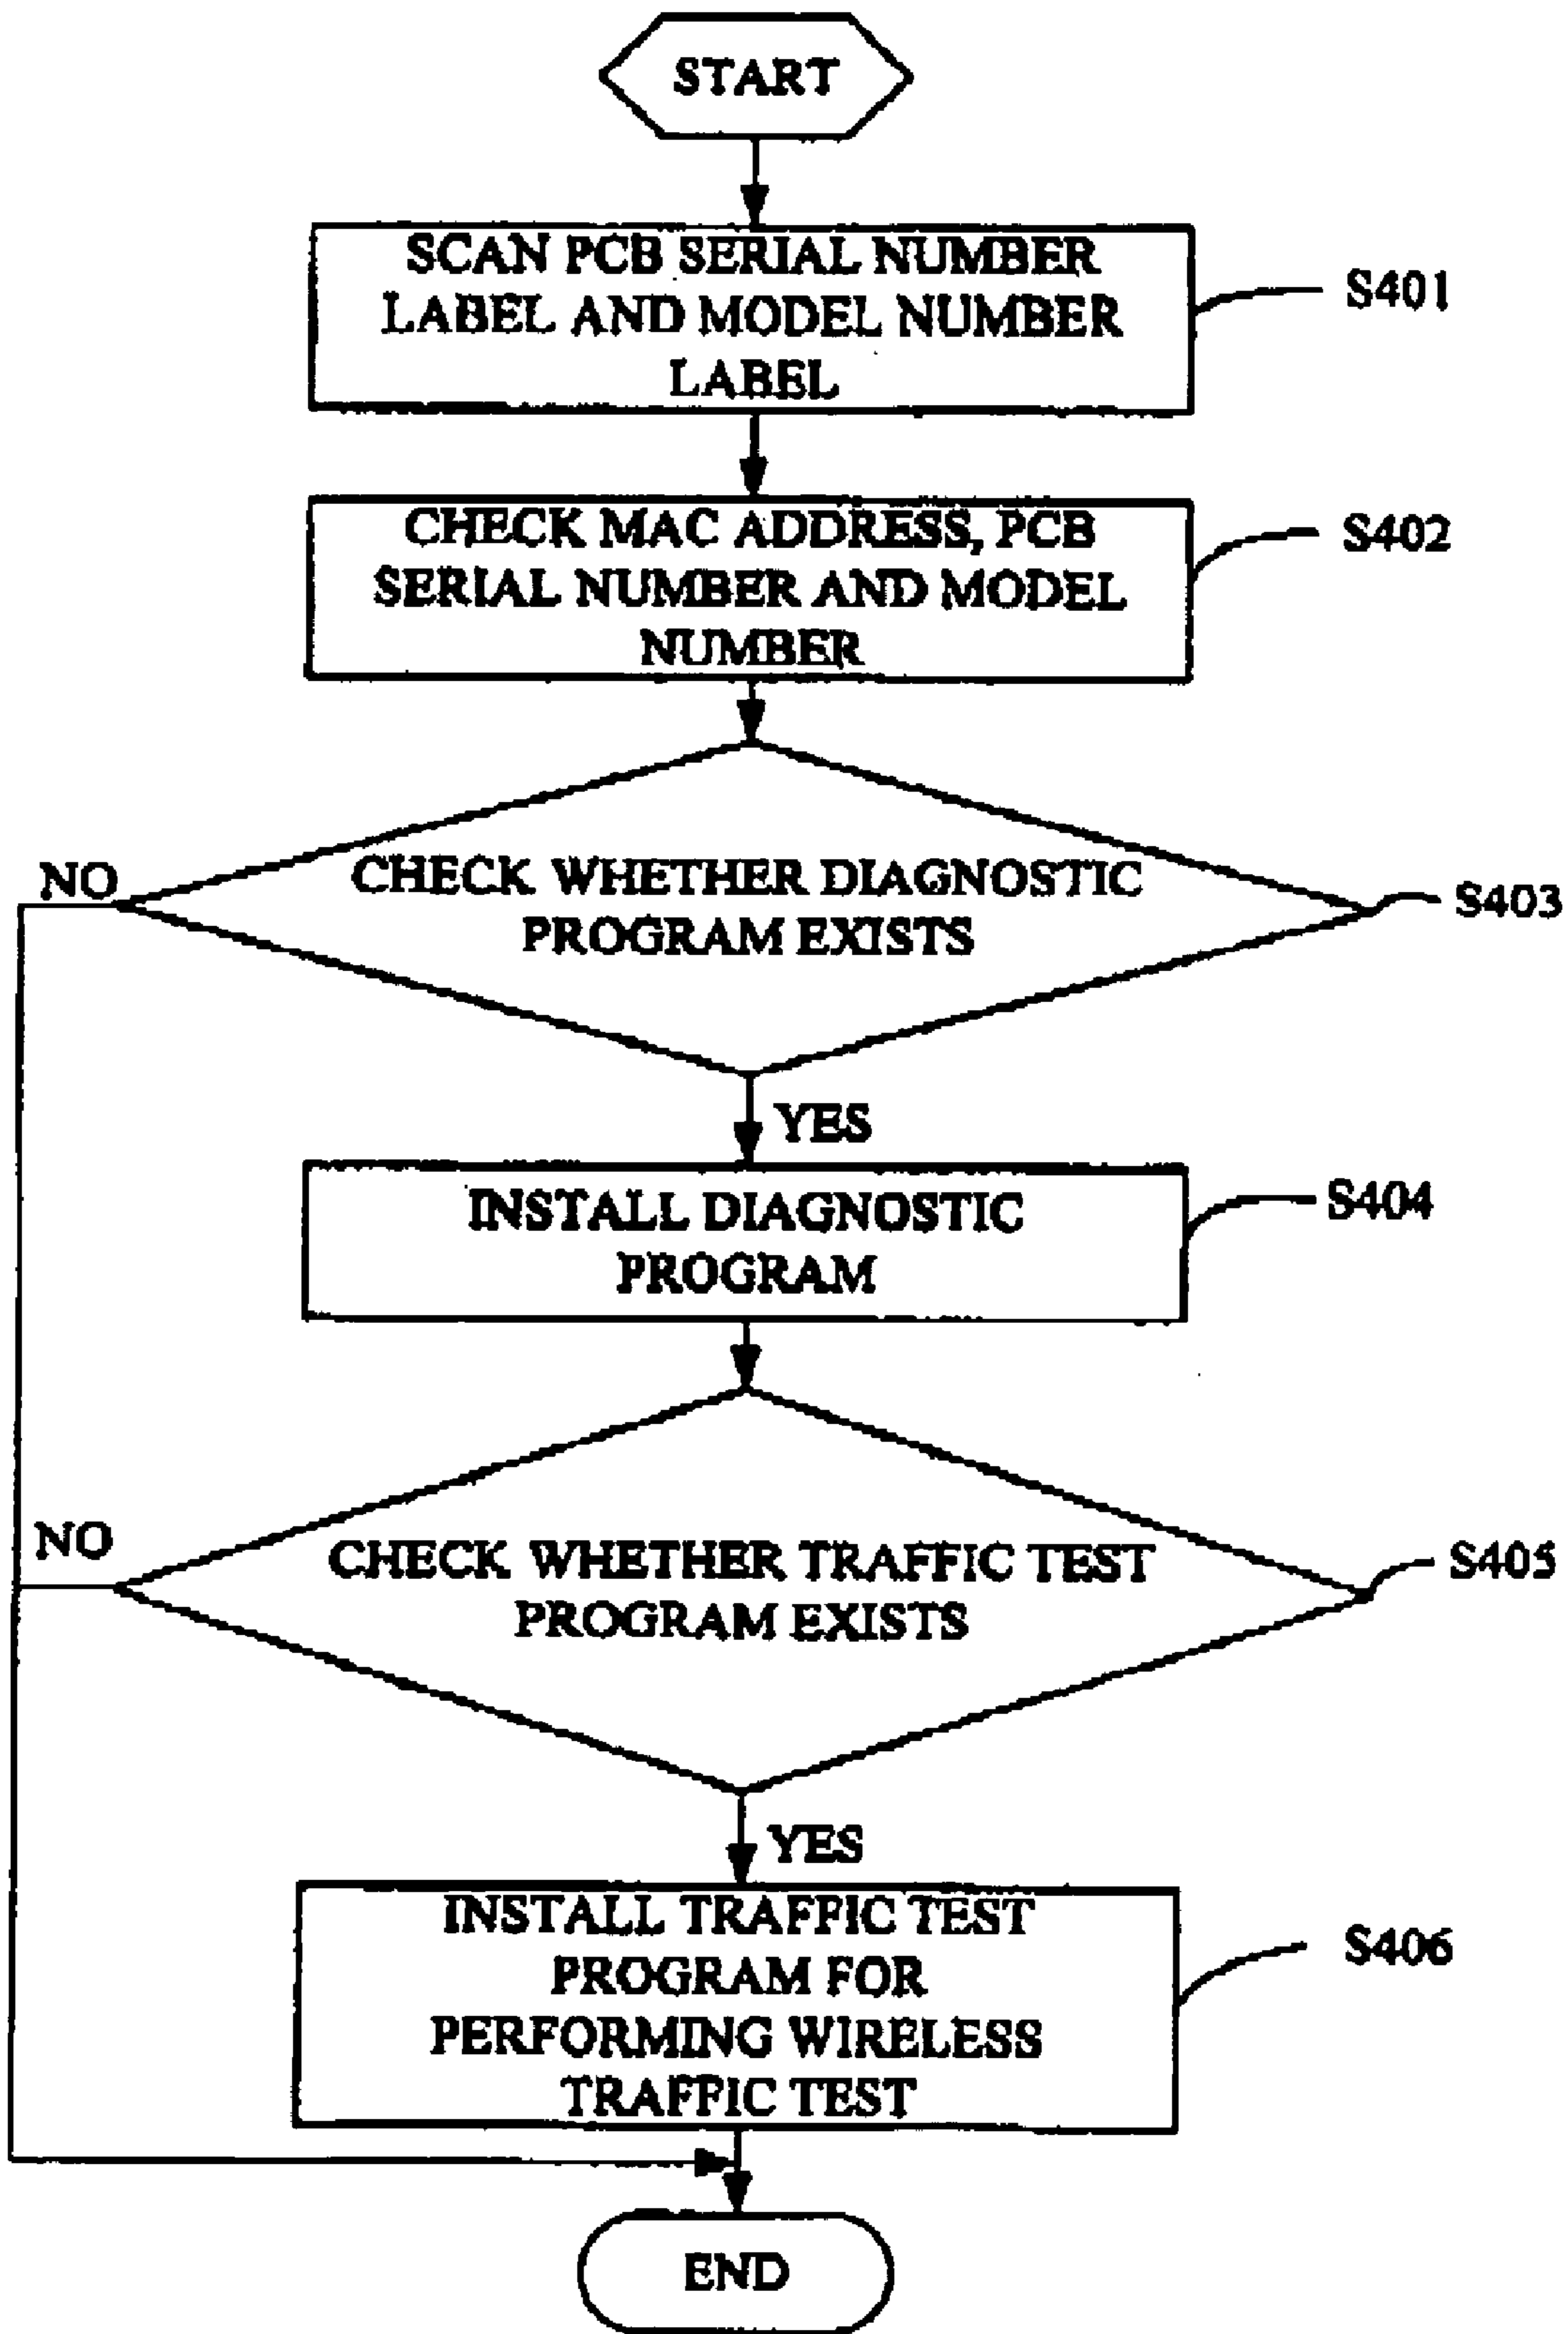 START
SCAN PCB SERIAL NUMBER
LABEL AND MODEL NUMBER
LABEL
S401
CHECK MAC ADDRESS, PCB
SERIAL NUMBER AND MODEL
NUMBER
S402
NO
CHECK WHETHER DIAGNOSTIC
PROGRAM EXISTS
S403
YES
INSTALL DIAGNOSTIC
PROGRAM
S404
NO
CHECK WHETHER TRAFFIC TEST
PROGRAM EXISTS
S405
YES
INSTALL TRAFFIC TEST
PROGRAM FOR
PERFORMING WIRELESS
TRAFFIC TEST
S406
END